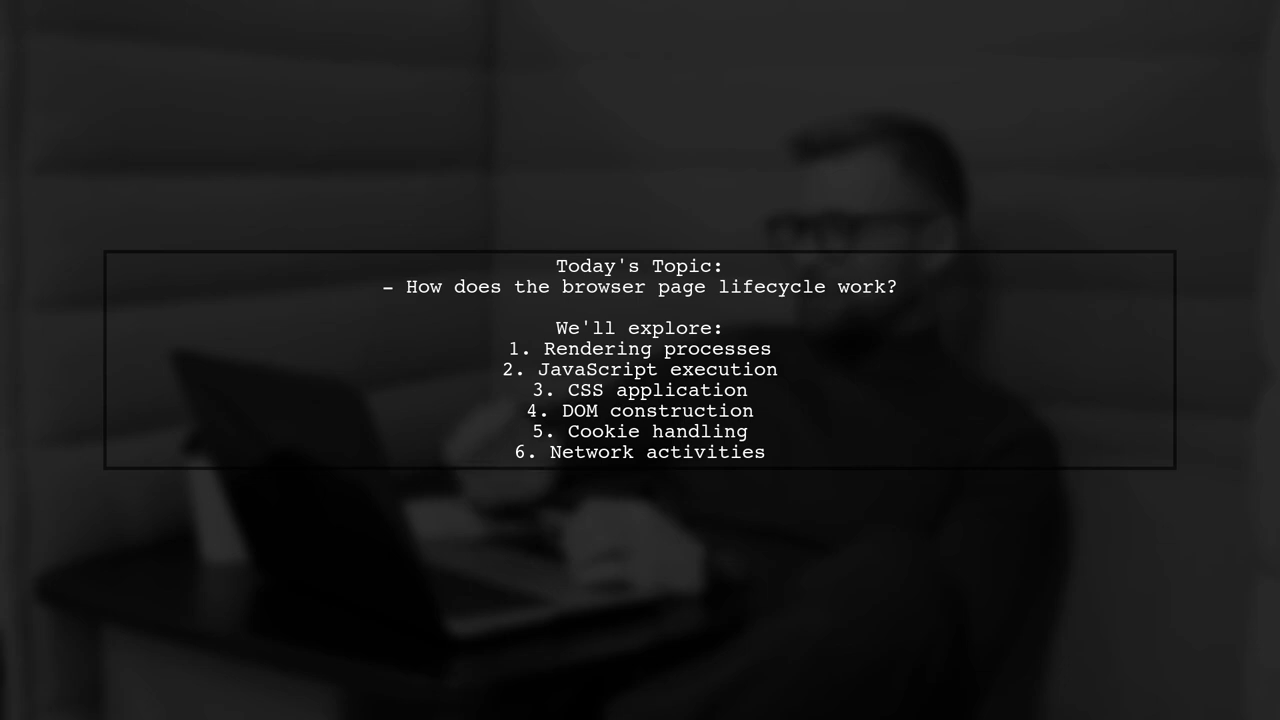 Today's Topic:
- How does the browser page lifecycle work?
We'll explore:
1. Rendering processes
2. JavaScript execution
3. CSS application
4. DOM construction
5. Cookie handling
6. Network activities